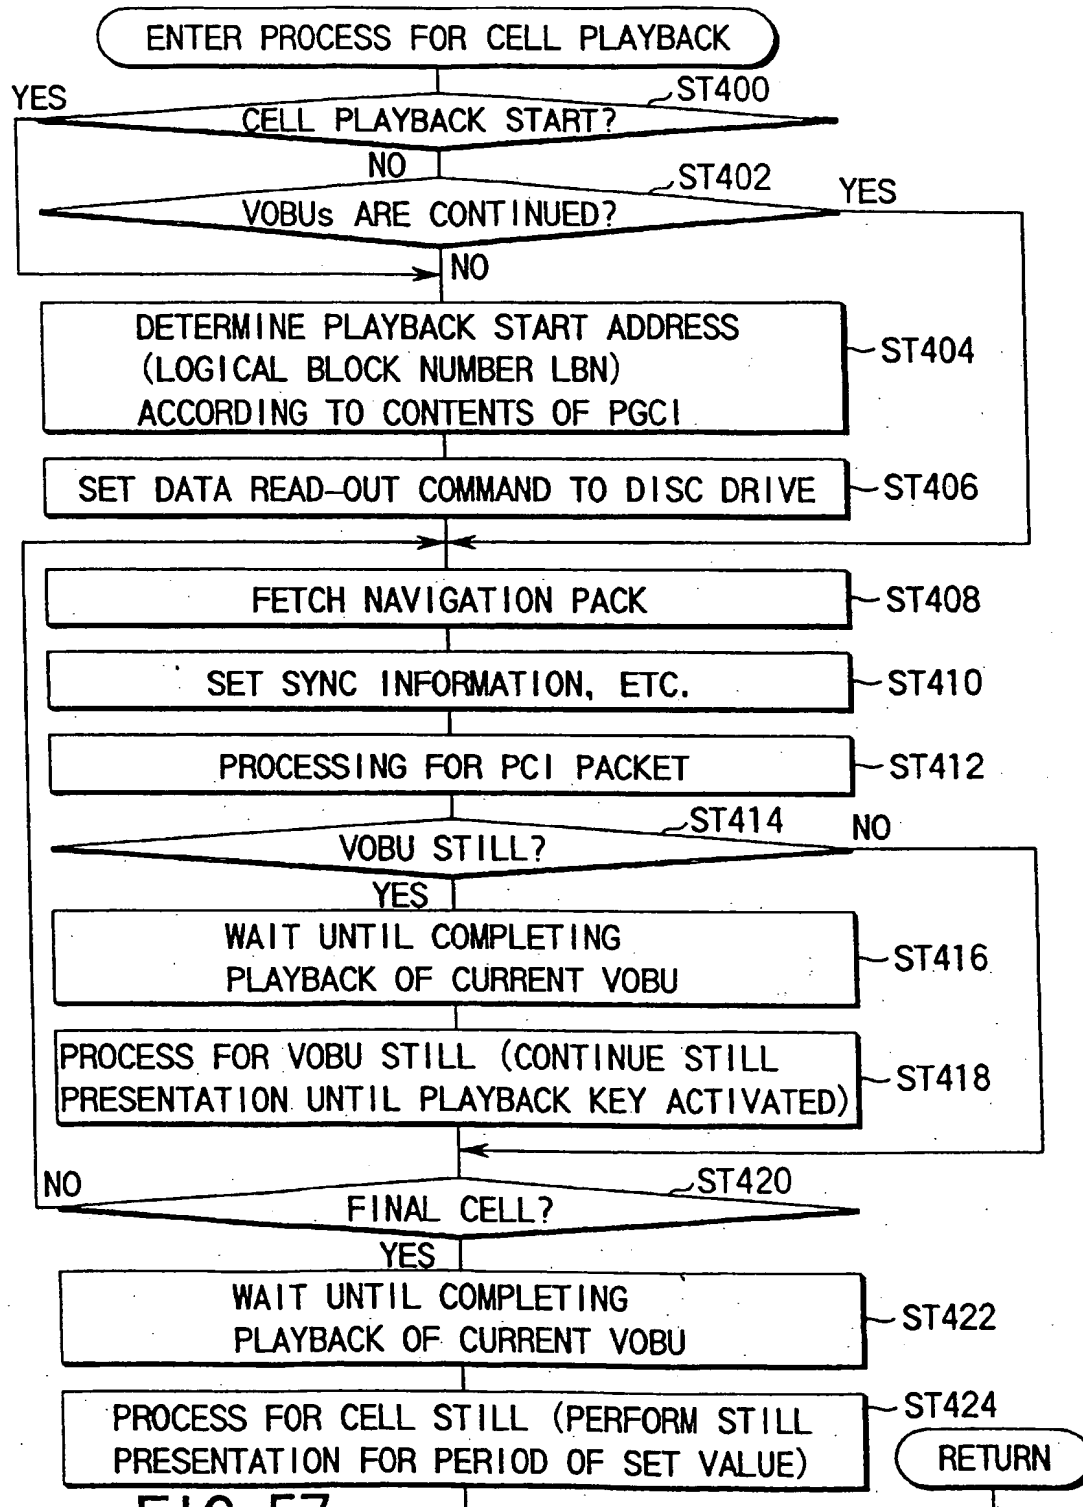 ENTER PROCESS FOR CELL PLAYBACK
YES
ST400
CELL PLAYBACK START?
NO
ST402
YES
VOBUs ARE CONTINUED?
NO
DETERMINE PLAYBACK START ADDRESS
(LOGICAL BLOCK NUMBER LBN)
ACCORDING TO CONTENTS OF PGCI
ST404
SET DATA READ-OUT COMMAND TO DISC DRIVE
ST406
FETCH NAVIGATION PACK
ST408
SET SYNC INFORMATION, ETC.
ST410
PROCESSING FOR PCI PACKET
ST412
ST414
NO
VOBU STILL?
YES
WAIT UNTIL COMPLETING
PLAYBACK OF CURRENT VOBU
ST416
PROCESS FOR VOBU STILL (CONTINUE STILL
PRESENTATION UNTIL PLAYBACK KEY ACTIVATED)
ST418
NO
ST420
FINAL CELL?
YES
WAIT UNTIL COMPLETING
PLAYBACK OF CURRENT VOBU
ST422
PROCESS FOR CELL STILL (PERFORM STILL
PRESENTATION FOR PERIOD OF SET VALUE)
ST424
RETURN
FIG. 57